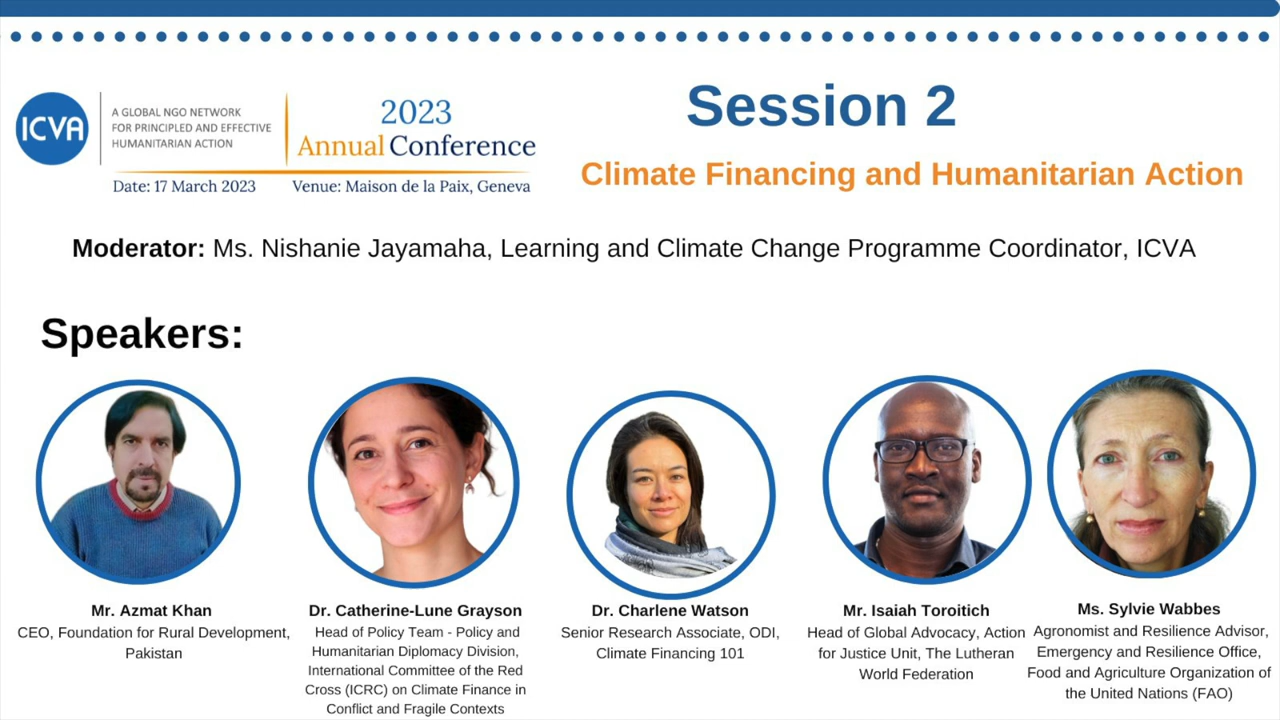 ICVA
A GLOBAL NGO NETWORK
FOR PRINCIPLED AND EFFECTIVE
HUMANITARIAN ACTION
2023
Annual Conference
Date: 17 March 2023 Venue: Maison de la Paix, Geneva
Session 2
Climate Financing and Humanitarian Action
Moderator: Ms. Nishanie Jayamaha, Learning and Climate Change Programme Coordinator, ICVA
Speakers:
Mr. Azmat Khan
CEO, Foundation for Rural Development,
Pakistan
Dr. Catherine-Lune Grayson
Head of Policy Team - Policy and
Humanitarian Diplomacy Division,
International Committee of the Red
Cross (ICRC) on Climate Finance in
Conflict and Fragile Contexts
Dr. Charlene Watson
Senior Research Associate, ODI,
Climate Financing 101
Mr. Isaiah Toroitich
Head of Global Advocacy, Action
for Justice Unit, The Lutheran
World Federation
Ms. Sylvie Wabbes
Agronomist and Resilience Advisor,
Emergency and Resilience Office,
Food and Agriculture Organization of
the United Nations (FAO)